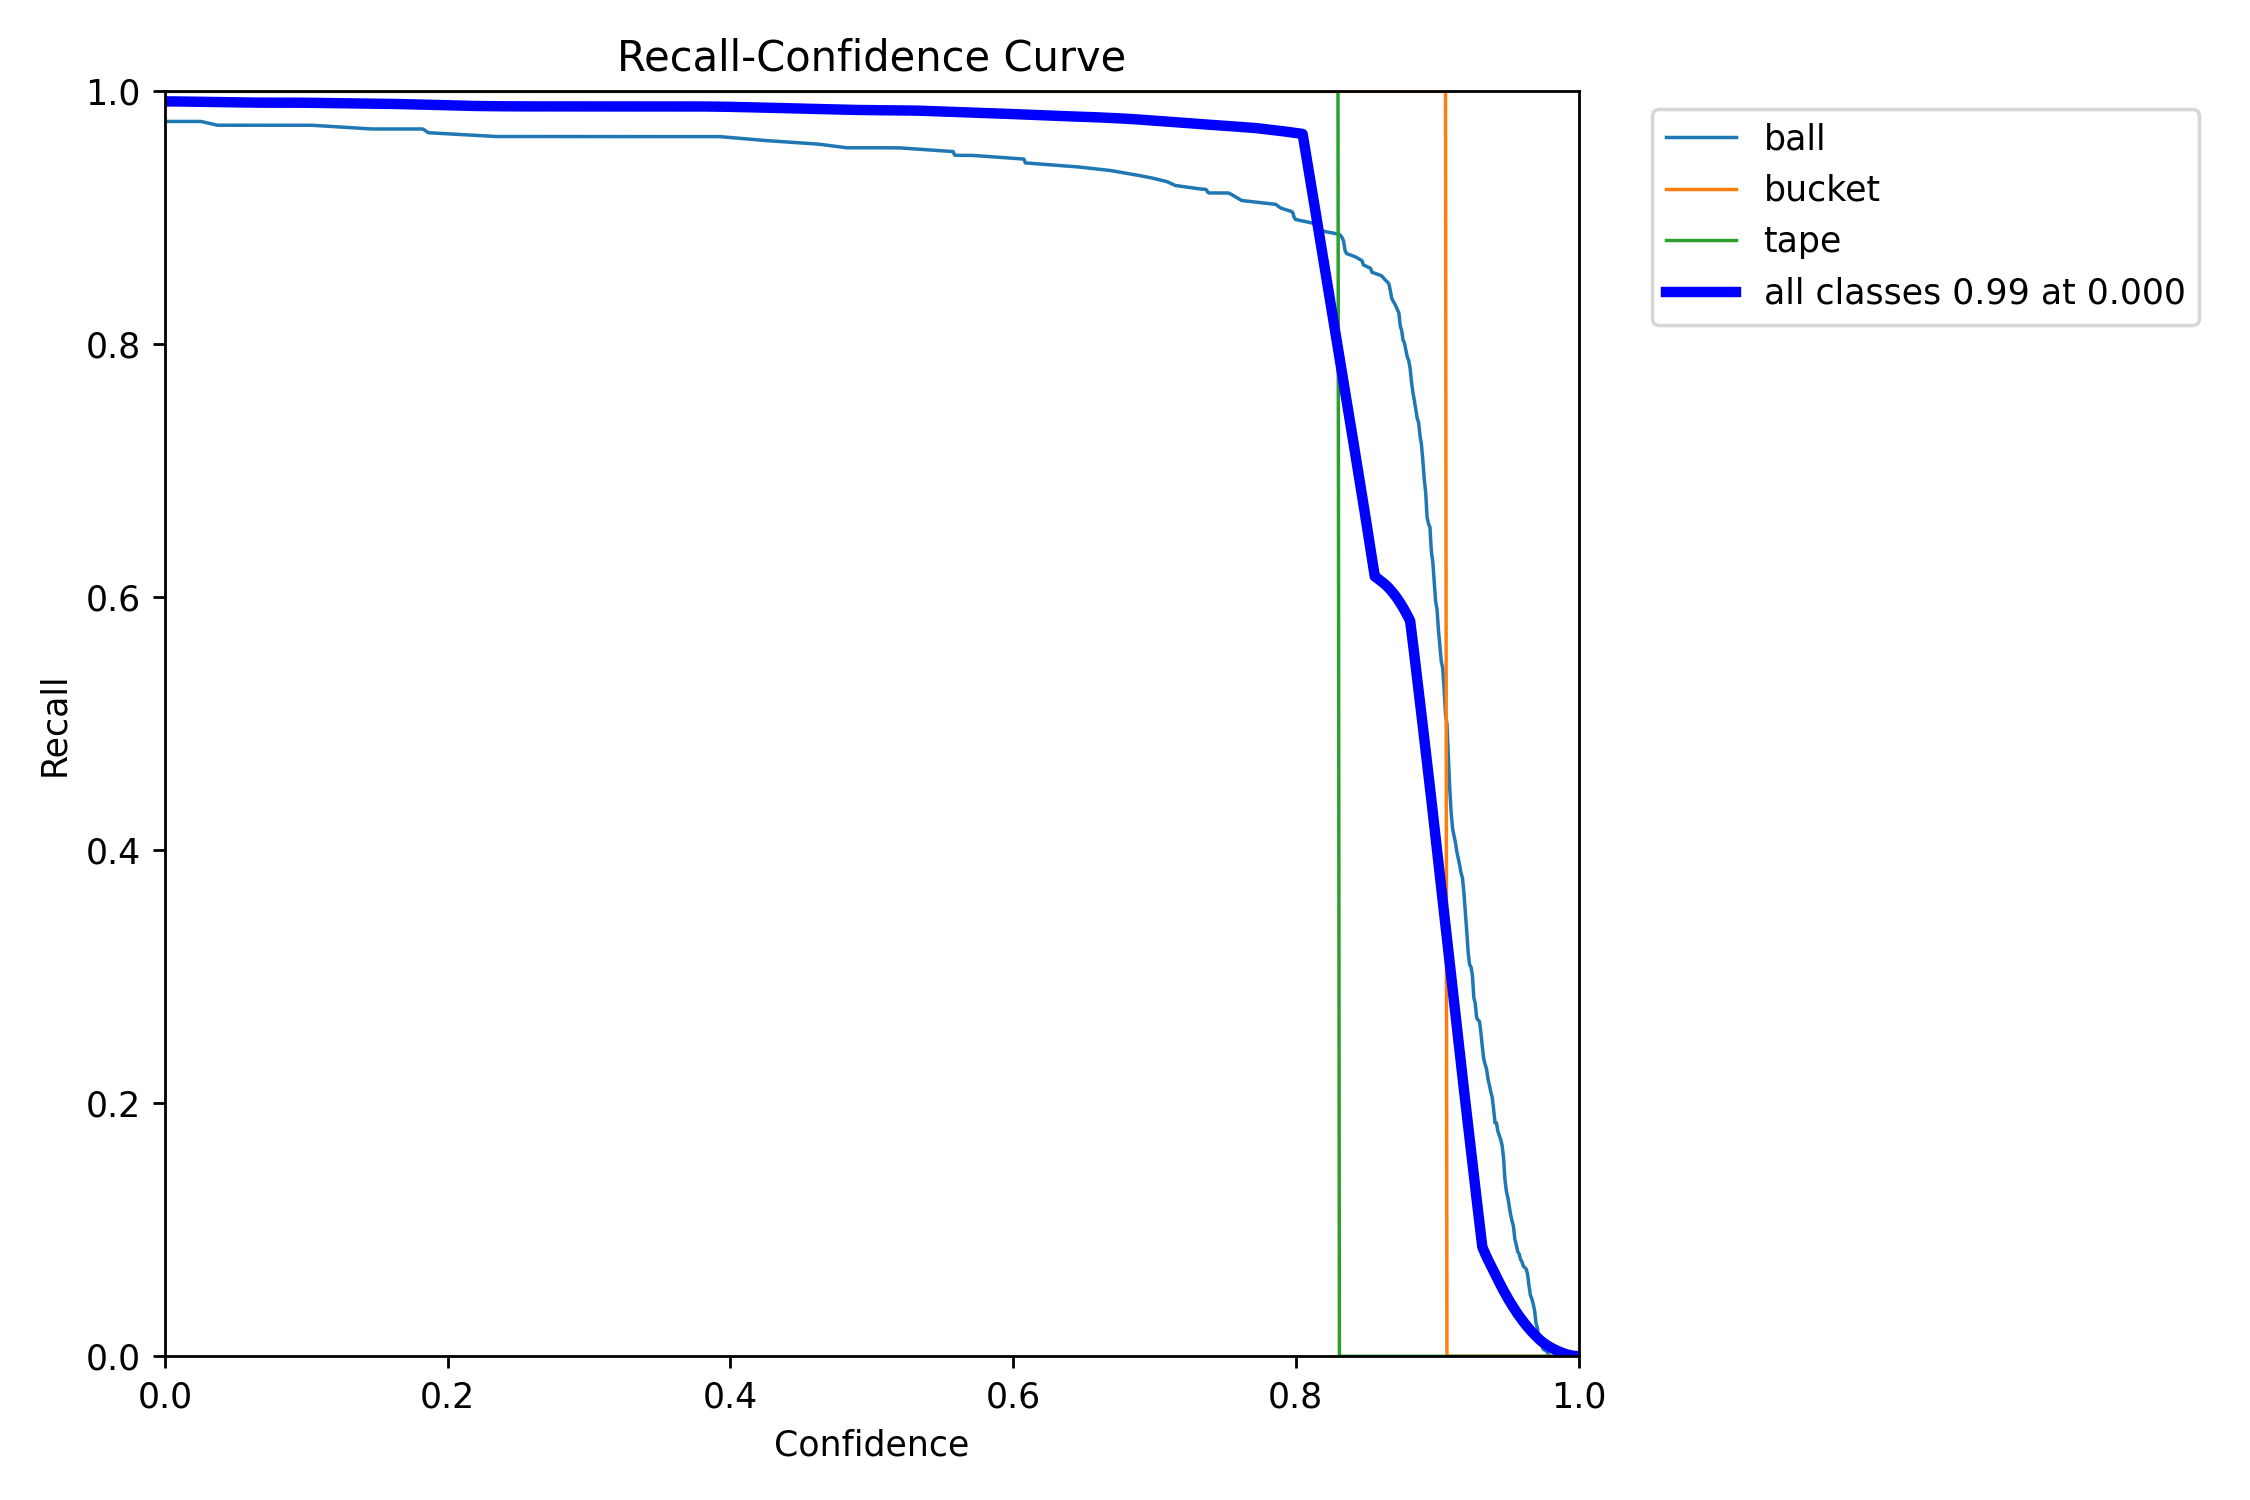 Recall-Confidence Curve
1.0
0.8
0.6
0.4
0.2
0.0
Recall
0.0 0.2 0.4 0.6 0.8 1.0
Confidence
ball
bucket
tape
all classes 0.99 at 0.000